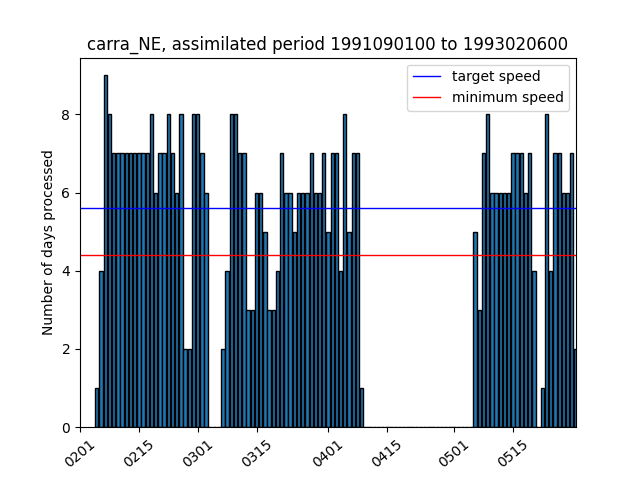 carra_NE, assimilated period 1991090100 to 1993020600
target speed
minimum speed
Number of days processed
8
6
4
2
0
0201 0215 0301 0315 0401 0415 0501 0515